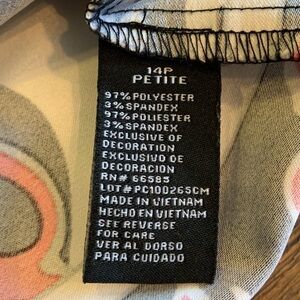 14P
PETITE
97% POLYESTER
3% SPANDEX
97% POLIESTER
3% SPANDEX
EXCLUSIVE OF
DECORATION
EXCLUSIVO DE
DECORACION
RN# 66585
LOT# PC100265CM
MADE IN VIETNAM
HECHO EN VIETNAM
SEE REVERSE
FOR CARE
VER AL DORSO
PARA CUIDADO